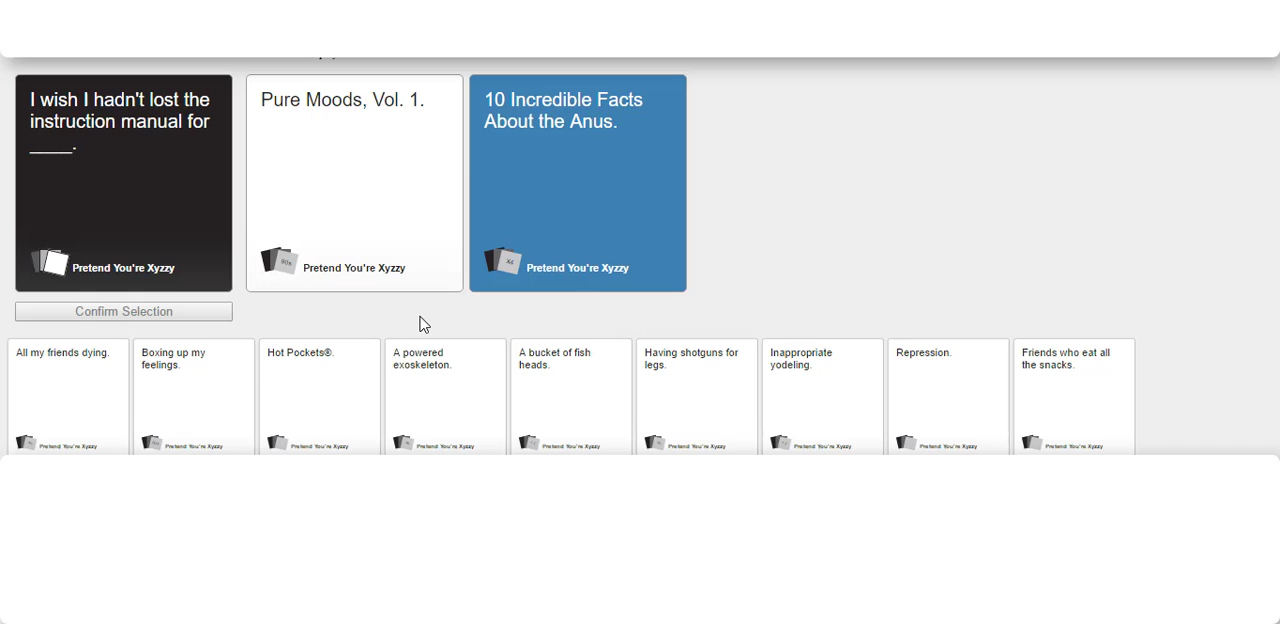 I wish I hadn't lost the
instruction manual for
_____.
Pretend You're Xyzzy
Pure Moods, Vol. 1.
90s
Pretend You're Xyzzy
10 Incredible Facts
About the Anus.
X4
Pretend You're Xyzzy
Confirm Selection
All my friends dying.
Pretend You're Xyzzy
Boxing up my
feelings.
Pretend You're Xyzzy
Hot Pockets®.
Pretend You're Xyzzy
A powered
exoskeleton.
Pretend You're Xyzzy
A bucket of fish
heads.
Pretend You're Xyzzy
Having shotguns for
legs.
Pretend You're Xyzzy
Inappropriate
yodeling.
Pretend You're Xyzzy
Repression.
Pretend You're Xyzzy
Friends who eat all
the snacks.
Pretend You're Xyzzy